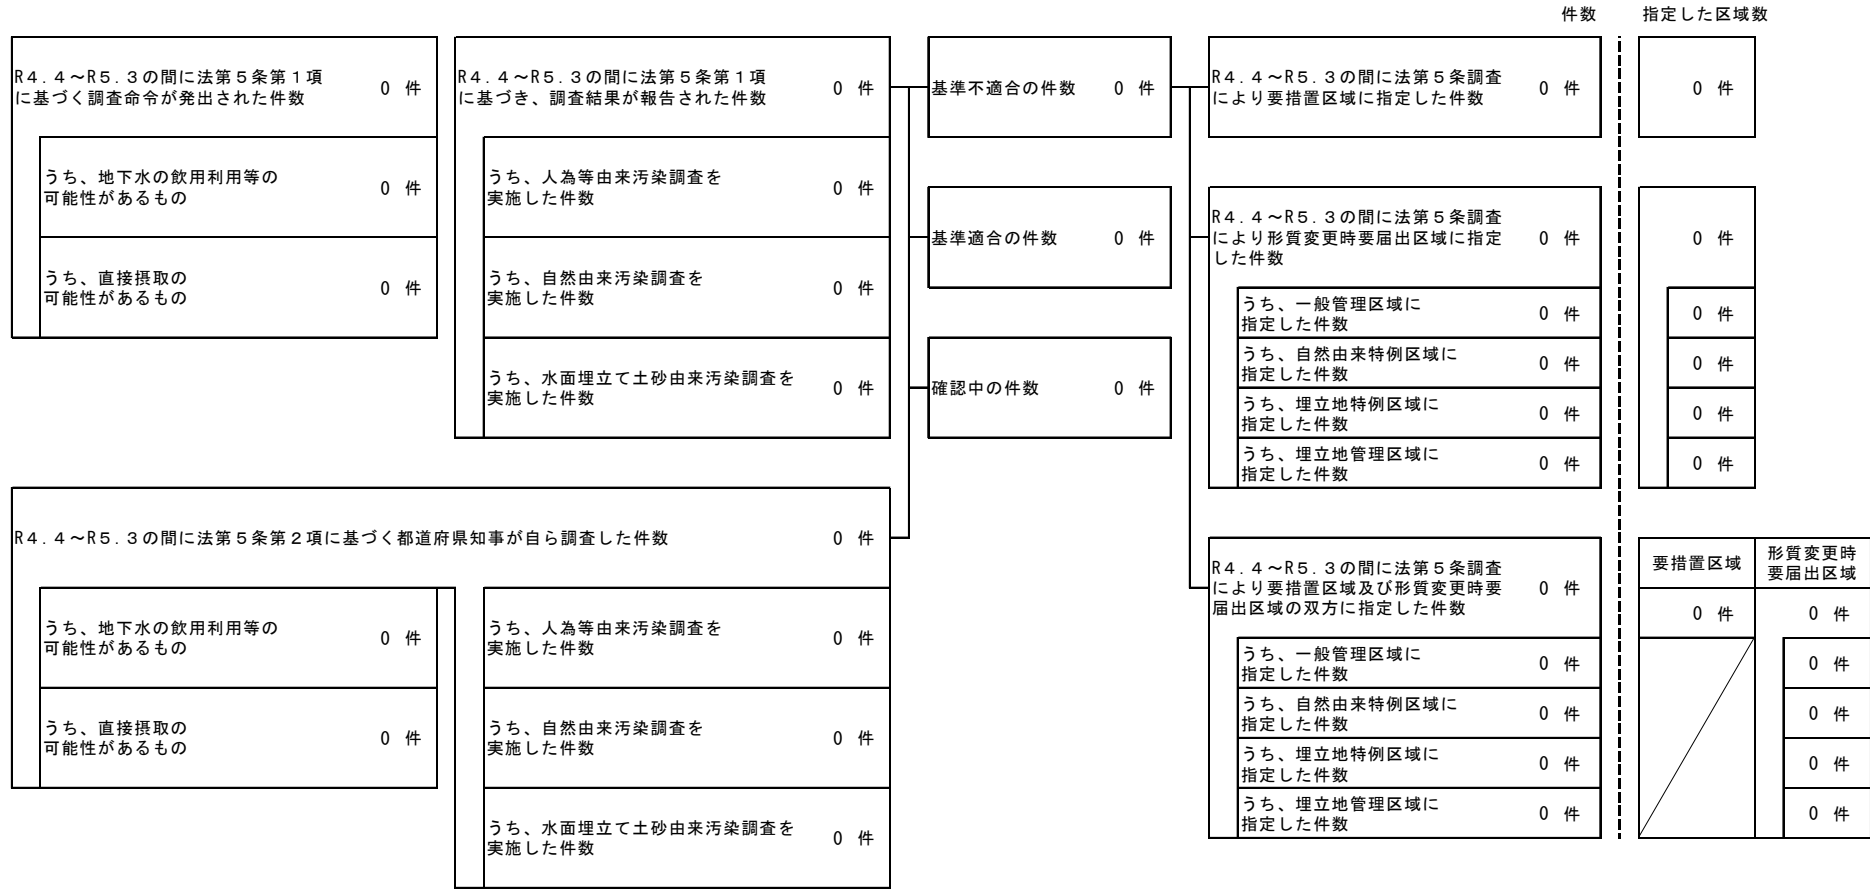 件数
指定した区域数
R４.４～R５.３の間に法第５条第１項
に基づく調査命令が発出された件数
0 件
うち、地下水の飲用利用等の
可能性があるもの
0 件
うち、直接摂取の
可能性があるもの
0 件
R４.４～R５.３の間に法第５条第１項
に基づき、調査結果が報告された件数
0 件
うち、人為等由来汚染調査を
実施した件数
0 件
うち、自然由来汚染調査を
実施した件数
0 件
うち、水面埋立て土砂由来汚染調査を
実施した件数
0 件
R４.４～R５.３の間に法第５条第２項に基づく都道府県知事が自ら調査した件数
0 件
うち、地下水の飲用利用等の
可能性があるもの
0 件
うち、直接摂取の
可能性があるもの
0 件
うち、人為等由来汚染調査を
実施した件数
0 件
うち、自然由来汚染調査を
実施した件数
0 件
うち、水面埋立て土砂由来汚染調査を
実施した件数
0 件
基準不適合の件数
0 件
基準適合の件数
0 件
確認中の件数
0 件
R４.４～R５.３の間に法第５条調査
により要措置区域に指定した件数
0 件
0 件
R４.４～R５.３の間に法第５条調査
により形質変更時要届出区域に指定
した件数
0 件
0 件
うち、一般管理区域に
指定した件数
0 件
0 件
うち、自然由来特例区域に
指定した件数
0 件
0 件
うち、埋立地特例区域に
指定した件数
0 件
0 件
うち、埋立地管理区域に
指定した件数
0 件
0 件
R４.４～R５.３の間に法第５条調査
により要措置区域及び形質変更時要
届出区域の双方に指定した件数
0 件
要措置区域
形質変更時
要届出区域
0 件
0 件
うち、一般管理区域に
指定した件数
0 件
0 件
うち、自然由来特例区域に
指定した件数
0 件
0 件
うち、埋立地特例区域に
指定した件数
0 件
0 件
うち、埋立地管理区域に
指定した件数
0 件
0 件